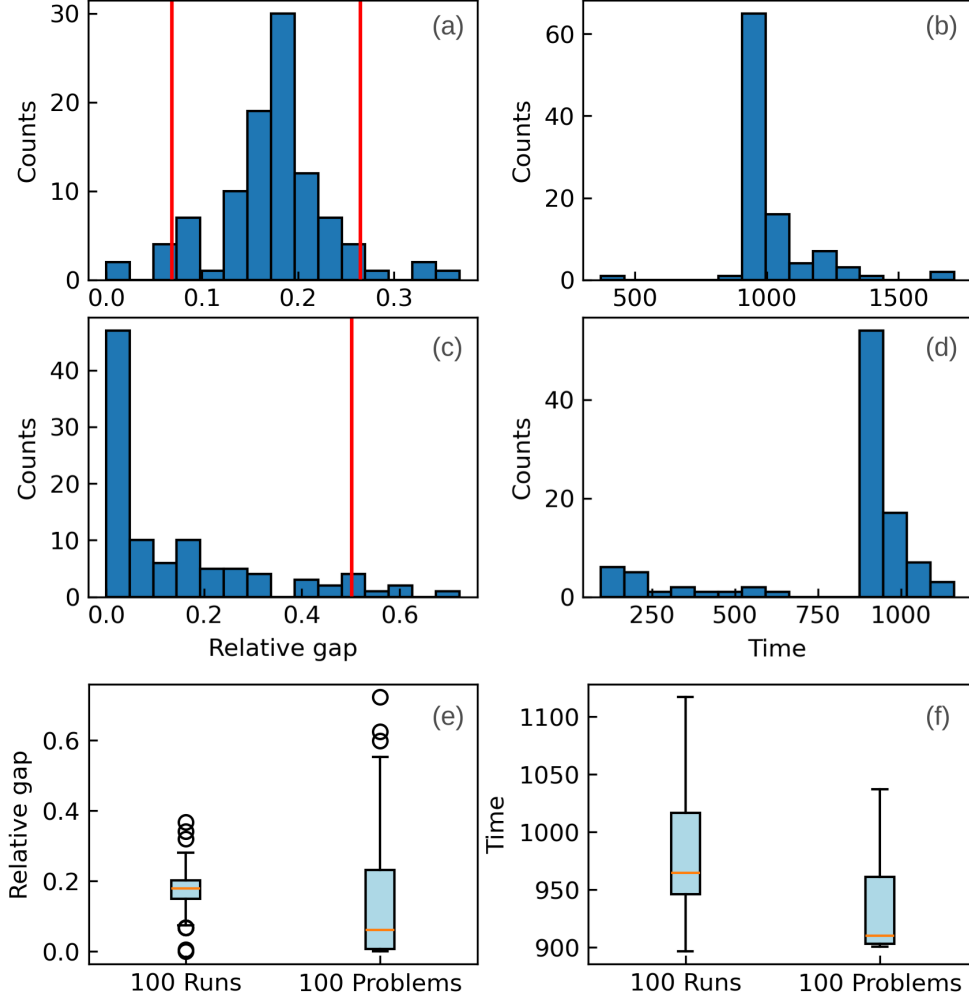 (a)
Counts
30
20
10
0
0.0 0.1 0.2 0.3
(b)
Counts
60
40
20
0
500 1000 1500
(c)
Counts
40
30
20
10
0
0.0 0.2 0.4 0.6
Relative gap
(d)
Counts
40
20
0
250 500 750 1000
Time
(e)
Relative gap
0.6
0.4
0.2
0.0
100 Runs 100 Problems
(f)
Time
1100
1050
1000
950
900
100 Runs 100 Problems